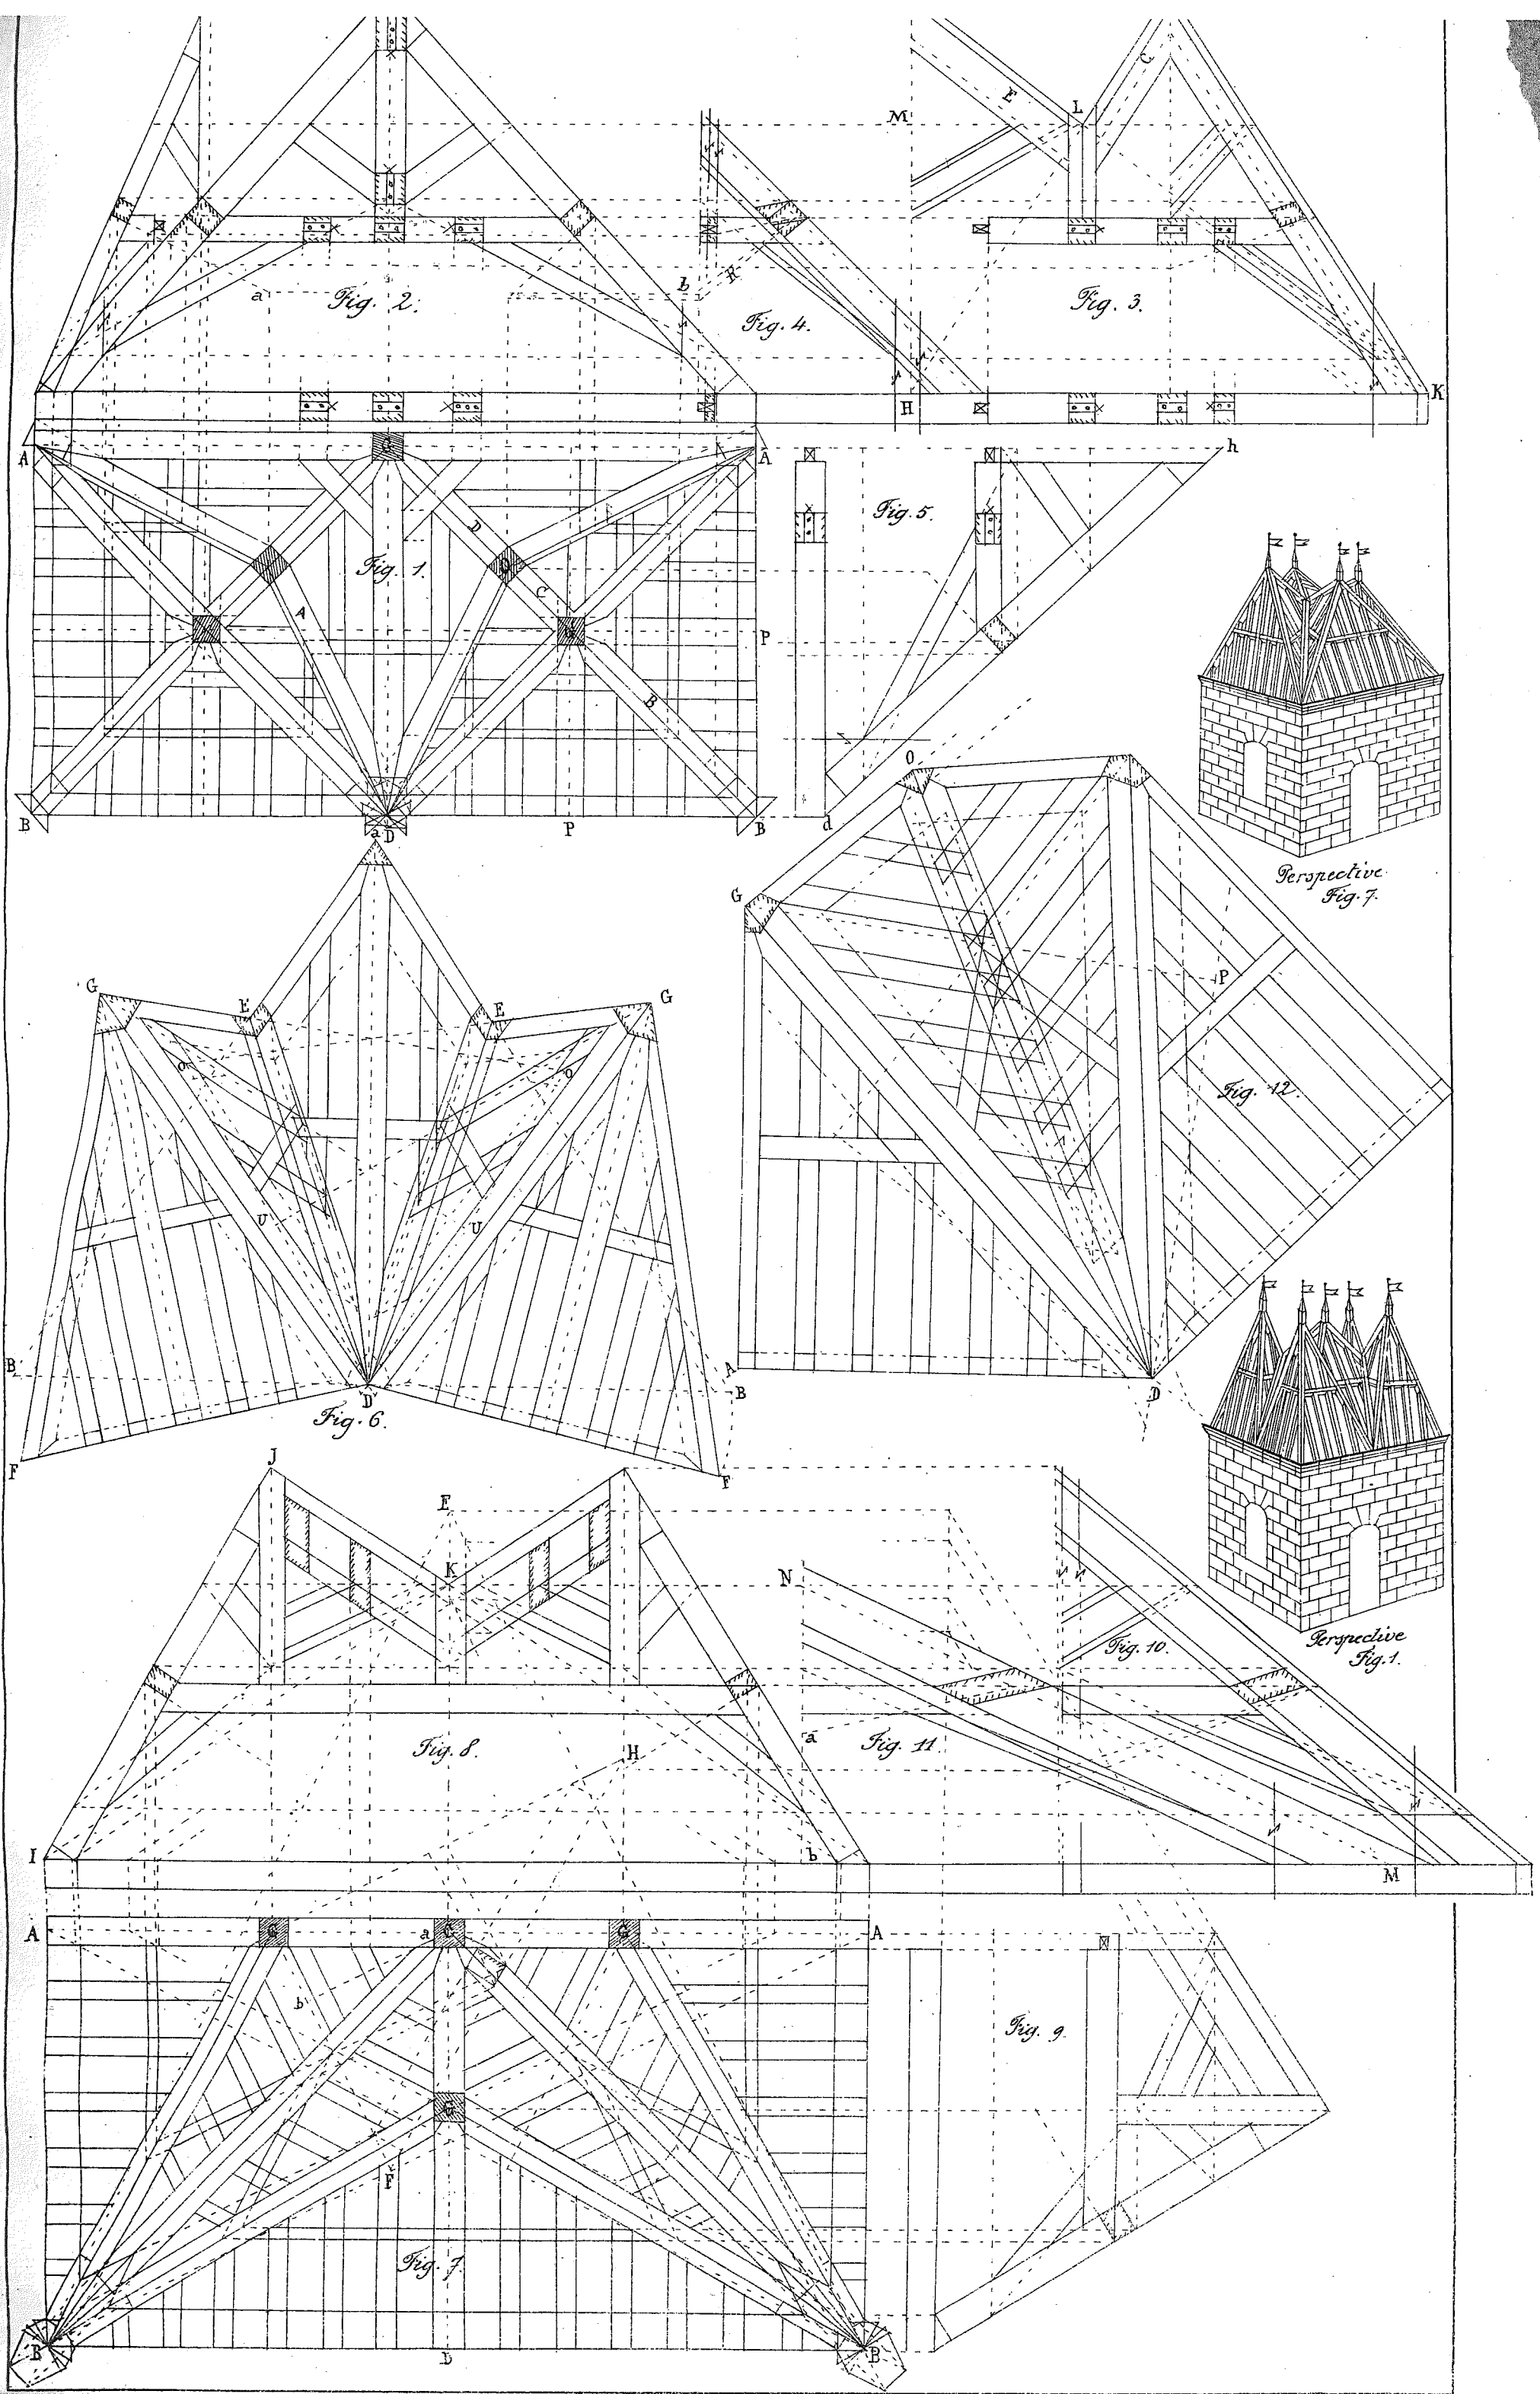 E
L
G
M
a
Fig. 2.
b
R
Fig. 4.
Fig. 3.
H
K
A
G
A
h
D
Fig. 5.
Fig. 1.
C
A
P
B
B
a D
P
B
d
O
Perspective.
Fig. 7.
G
G
E
E
G
P
o
o
Fig. 12.
U
U
B
A
B
D
D
Fig. 6.
F
F
J
E
K
N
Fig. 10.
Perspective
Fig. 1.
Fig. 8.
H
a
Fig. 11.
I
b
M
A
G
a
G
G
A
b
Fig. 9.
G
F
Fig. 7.
B
D
B